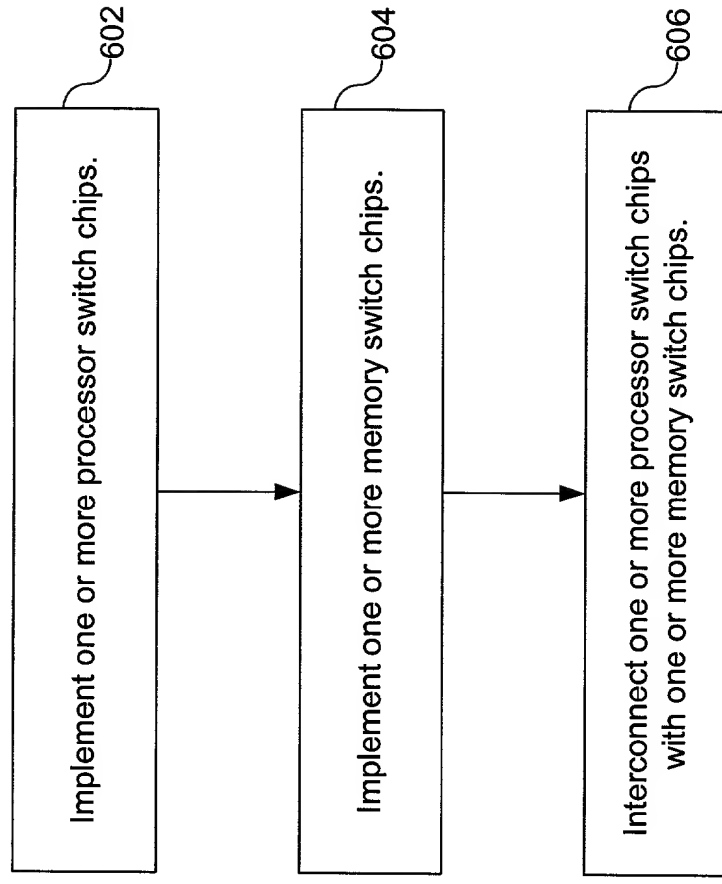 Implement one or more processor switch chips.
602
Implement one or more memory switch chips.
604
Interconnect one or more processor switch chips
with one or more memory switch chips.
606